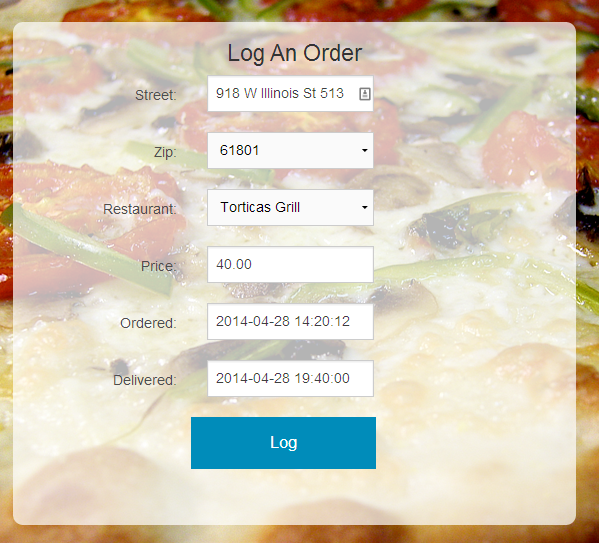 Log An Order
Street: 918 W Illinois St 513
Zip: 61801
Restaurant: Torticas Grill
Price: 40.00
Ordered: 2014-04-28 14:20:12
Delivered: 2014-04-28 19:40:00
Log